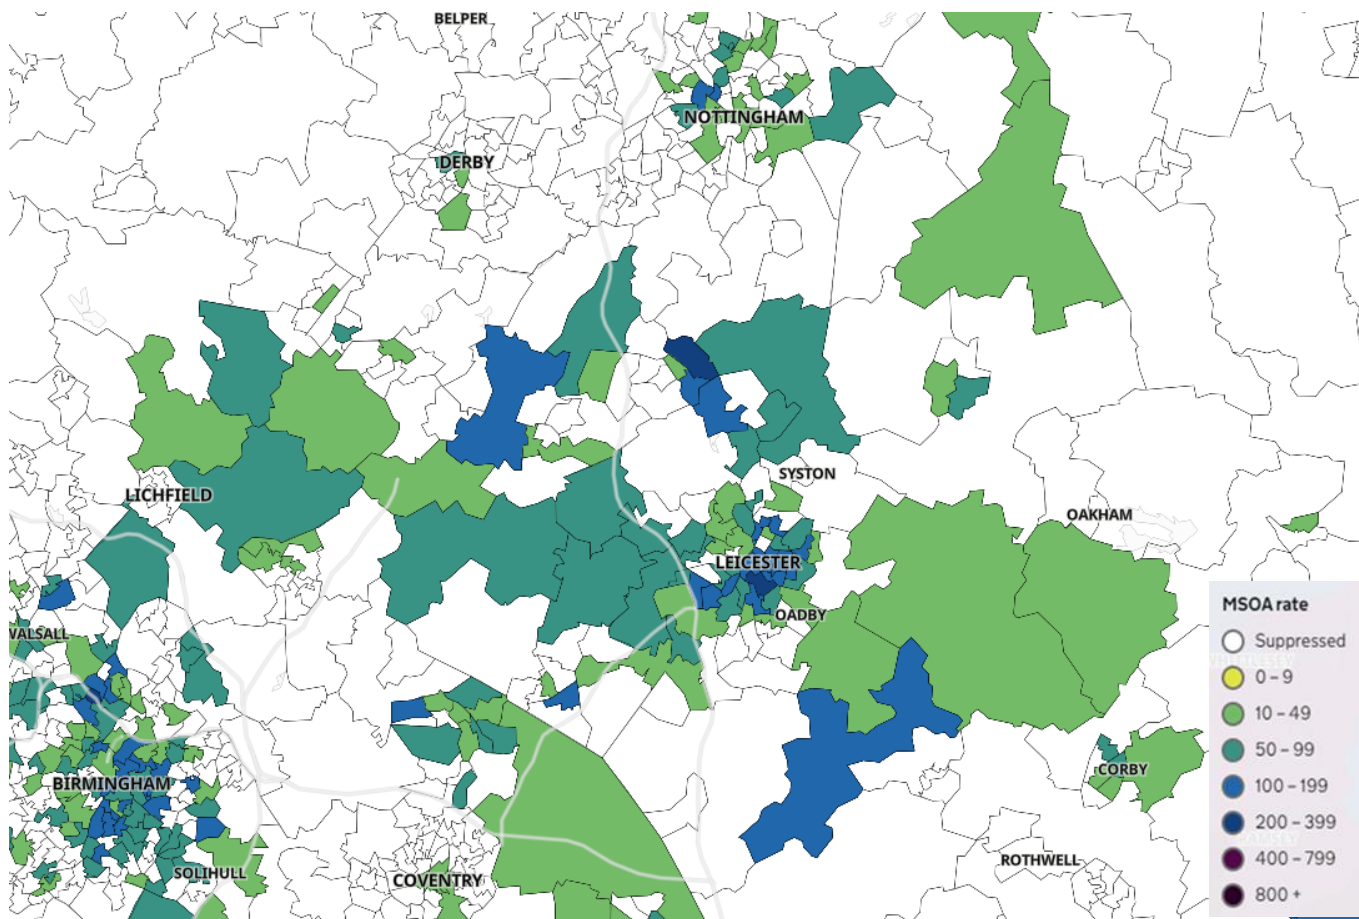 BELPER
NOTTINGHAM
DERBY
LICHFIELD
SYSTON
OAKHAM
LEICESTER
OADBY
WALSALL
BIRMINGHAM
CORBY
SOLIHULL
COVENTRY
ROTHWELL
MSOA rate
Suppressed
0 – 9
10 – 49
50 – 99
100 – 199
200 – 399
400 – 799
800 +